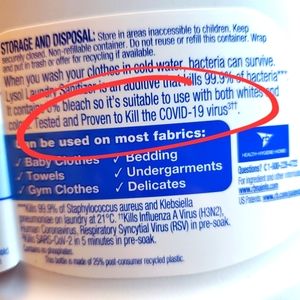 STORAGE AND DISPOSAL: Store in areas inaccessible to children. Keep
securely closed. Non-refillable container. Do not reuse or refill this container. Wrap
and put in trash or offer for recycling if available.
When you wash your clothes in cold water, bacteria can survive.
Lysol Laundry Sanitizer is an additive that kills 99.9% of bacteria
It contains 0% bleach so it's suitable to use with both whites and
Tested and Proven to Kill the COVID-19 virus‡†.
Can be used on most fabrics:
✓ Baby Clothes ✓ Bedding
✓ Towels ✓ Undergarments
✓ Gym Clothes ✓ Delicates
HEALTH • HYGIENE • HOME
Questions?
Kills 99.9% of Staphylococcus aureus and Klebsiella
pneumoniae on laundry at 21°C. ††Kills Influenza A Virus (H3N2),
Human Coronavirus, Respiratory Syncytial Virus (RSV) in pre-soak.
Kills SARS-CoV-2 in 5 minutes in pre-soak.
This bottle is made with 25% post-consumer recycled plastic.